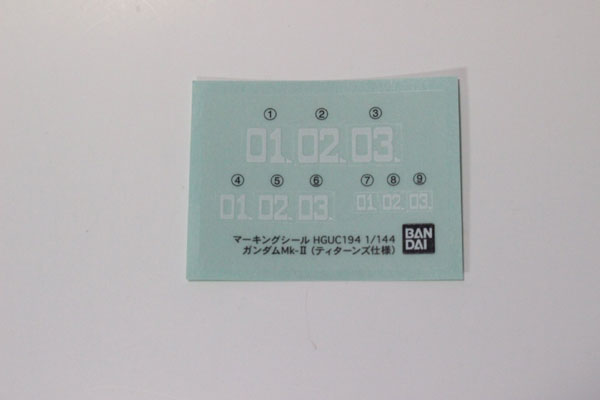 ① ② ③
01. 02. 03.
④ ⑤ ⑥ ⑦ ⑧ ⑨
01. 02. 03. 01. 02. 03.
マーキングシール HGUC194 1/144
ガンダムMk-Ⅱ (ティターンズ仕様)
BAN
DAI